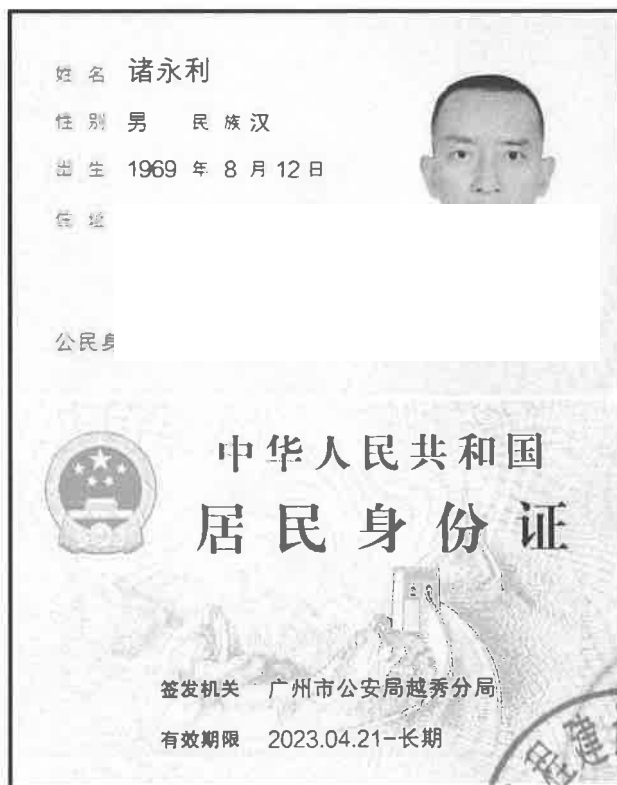 姓名 诸永利
性别 男 民族 汉
出生 1969 年 8 月 12 日
住址
公民身
中华人民共和国
居民身份证
签发机关 广州市公安局越秀分局
有效期限 2023.04.21-长期
程建